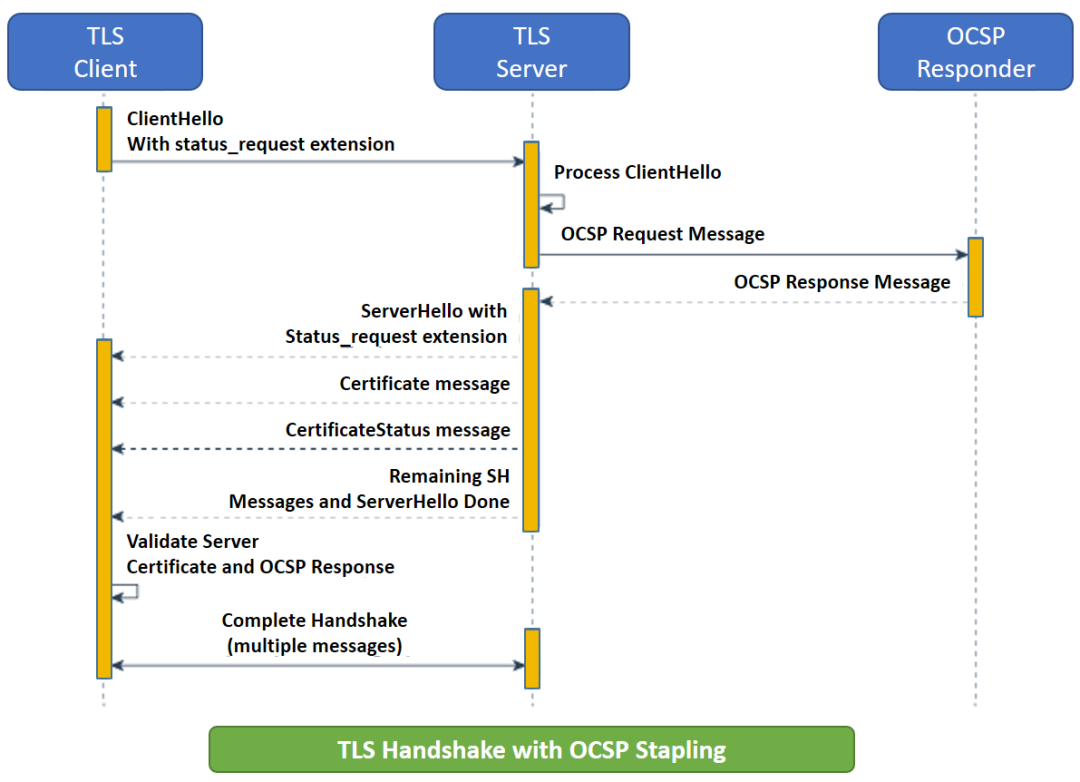 TLS
Client
TLS
Server
OCSP
Responder
ClientHello
With status_request extension
Process ClientHello
OCSP Request Message
OCSP Response Message
ServerHello with
Status_request extension
Certificate message
CertificateStatus message
Remaining SH
Messages and ServerHello Done
Validate Server
Certificate and OCSP Response
Complete Handshake
(multiple messages)
TLS Handshake with OCSP Stapling